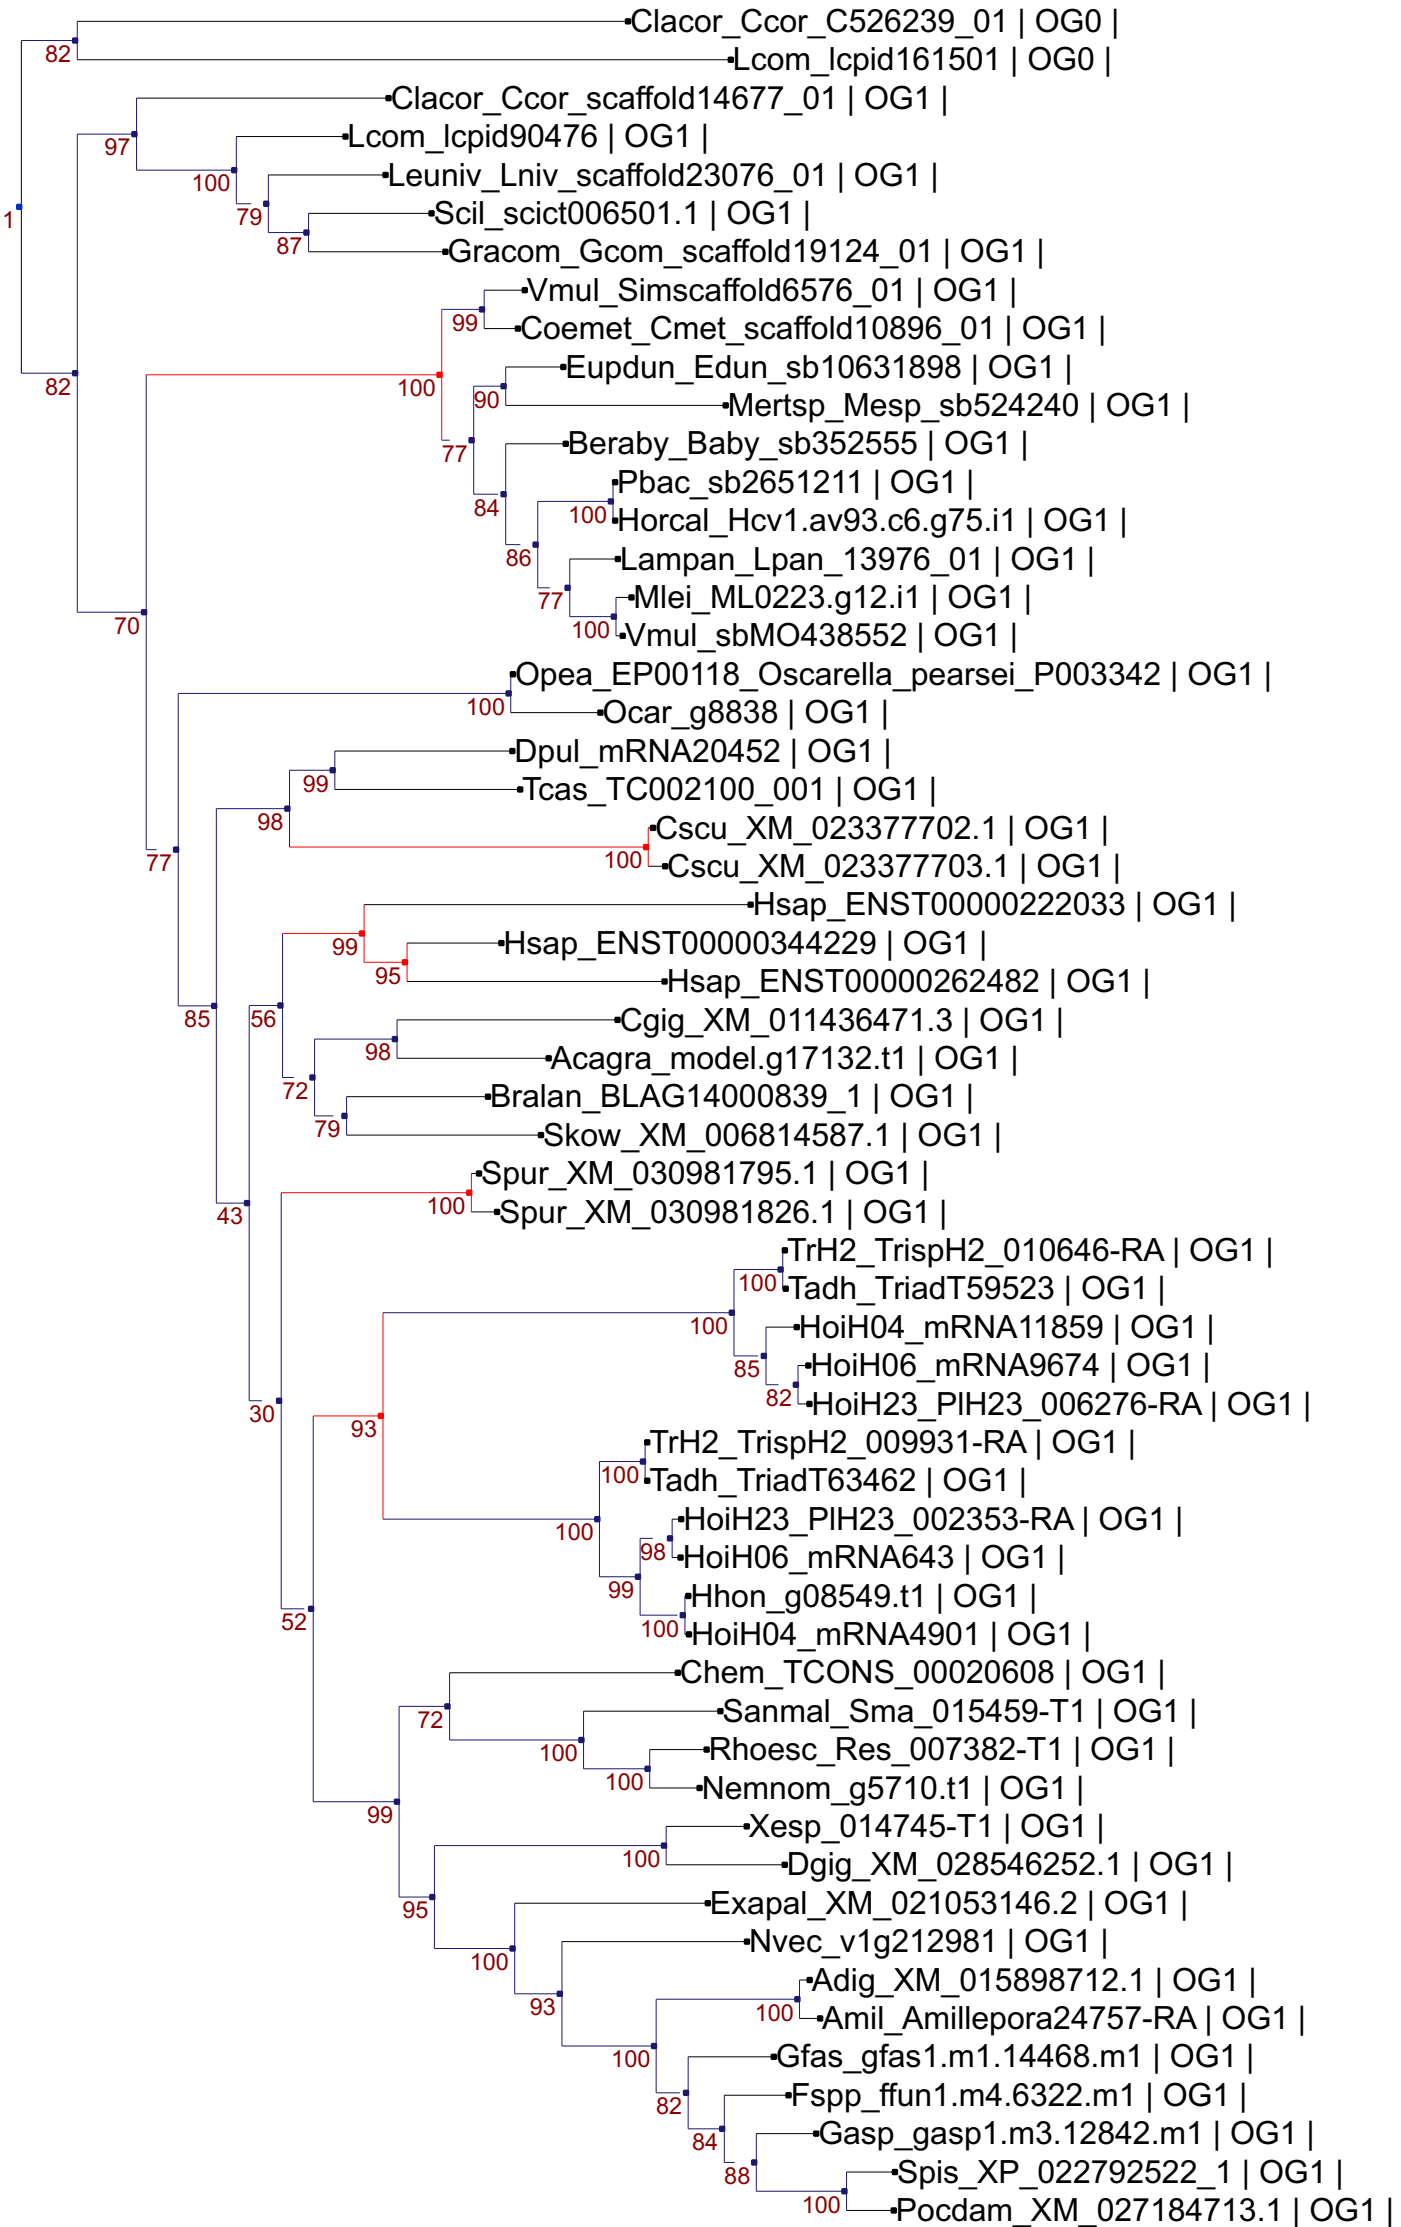 Clacor_Ccor_C526239_01 | OG0 |
82
Lcom_lcpid161501 | OG0 |
Clacor_Ccor_scaffold14677_01 | OG1 |
Lcom_lcpid90476 | OG1 |
97
Leuniv_Lniv_scaffold23076_01 | OG1 |
100
1
79
Scil_scict006501.1 | OG1 |
87
Gracom_Gcom_scaffold19124_01 | OG1 |
Vmul_Simscaffold6576_01 | OG1 |
99
Coemet_Cmet_scaffold10896_01 | OG1 |
Eupdun_Edun_sb10631898 | OG1 |
82
100
90
Mertsp_Mesp_sb524240 | OG1 |
Beraby_Baby_sb352555 | OG1 |
77
Pbac_sb2651211 | OG1 |
84
100
Horcal_Hcv1.av93.c6.g75.i1 | OG1 |
86
Lampan_Lpan_13976_01 | OG1 |
77
Mlei_ML0223.g12.i1 | OG1 |
70
100
Vmul_sbMO438552 | OG1 |
Opea_EP00118_Oscarella_pearsei_P003342 | OG1 |
100
Ocar_g8838 | OG1 |
Dpul_mRNA20452 | OG1 |
99
Tcas_TC002100_001 | OG1 |
98
Cscu_XM_023377702.1 | OG1 |
77
100
Cscu_XM_023377703.1 | OG1 |
Hsap_ENST00000222033 | OG1 |
99
Hsap_ENST00000344229 | OG1 |
95
Hsap_ENST00000262482 | OG1 |
85
56
Cgig_XM_011436471.3 | OG1 |
98
Acagra_model.g17132.t1 | OG1 |
72
Bralan_BLAG14000839_1 | OG1 |
79
Skow_XM_006814587.1 | OG1 |
Spur_XM_030981795.1 | OG1 |
100
43
Spur_XM_030981826.1 | OG1 |
TrH2_TrispH2_010646-RA | OG1 |
100
Tadh_TriadT59523 | OG1 |
100
HoiH04_mRNA11859 | OG1 |
85
HoiH06_mRNA9674 | OG1 |
82
HoiH23_PlH23_006276-RA | OG1 |
30
93
TrH2_TrispH2_009931-RA | OG1 |
100
Tadh_TriadT63462 | OG1 |
HoiH23_PlH23_002353-RA | OG1 |
100
98
HoiH06_mRNA643 | OG1 |
99
Hhon_g08549.t1 | OG1 |
52
100
HoiH04_mRNA4901 | OG1 |
Chem_TCONS_00020608 | OG1 |
72
Sanmal_Sma_015459-T1 | OG1 |
100
Rhoesc_Res_007382-T1 | OG1 |
100
Nemnom_g5710.t1 | OG1 |
99
Xesp_014745-T1 | OG1 |
100
Dgig_XM_028546252.1 | OG1 |
95
Exapal_XM_021053146.2 | OG1 |
100
Nvec_v1g212981 | OG1 |
93
Adig_XM_015898712.1 | OG1 |
100
Amil_Amillepora24757-RA | OG1 |
100
Gfas_gfas1.m1.14468.m1 | OG1 |
82
Fspp_ffun1.m4.6322.m1 | OG1 |
84
Gasp_gasp1.m3.12842.m1 | OG1 |
88
Spis_XP_022792522_1 | OG1 |
100
Pocdam_XM_027184713.1 | OG1 |